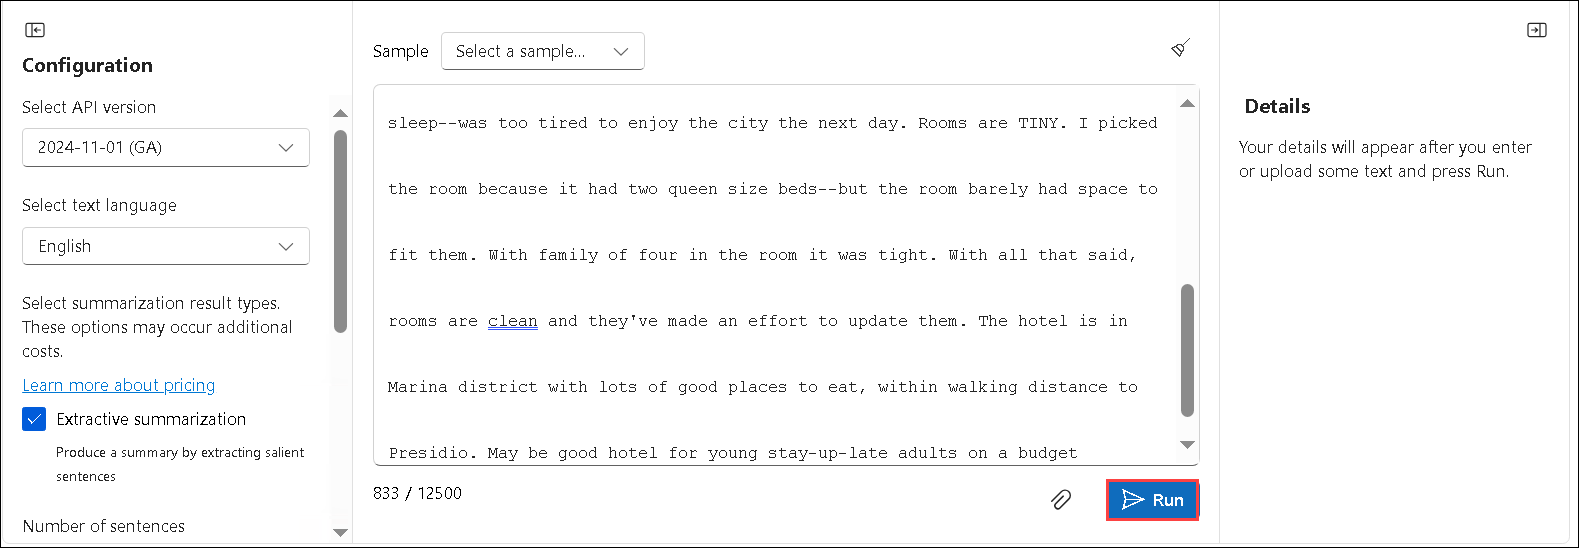 Configuration
Select API version
2024-11-01 (GA)
Select text language
English
Select summarization result types.
These options may occur additional
costs.
Learn more about pricing
Extractive summarization
Produce a summary by extracting salient
sentences
Number of sentences
Sample
Select a sample...
sleep--was too tired to enjoy the city the next day. Rooms are TINY. I picked
the room because it had two queen size beds--but the room barely had space to
fit them. With family of four in the room it was tight. With all that said,
rooms are clean and they've made an effort to update them. The hotel is in
Marina district with lots of good places to eat, within walking distance to
Presidio. May be good hotel for young stay-up-late adults on a budget
833 / 12500
Run
Details
Your details will appear after you enter
or upload some text and press Run.